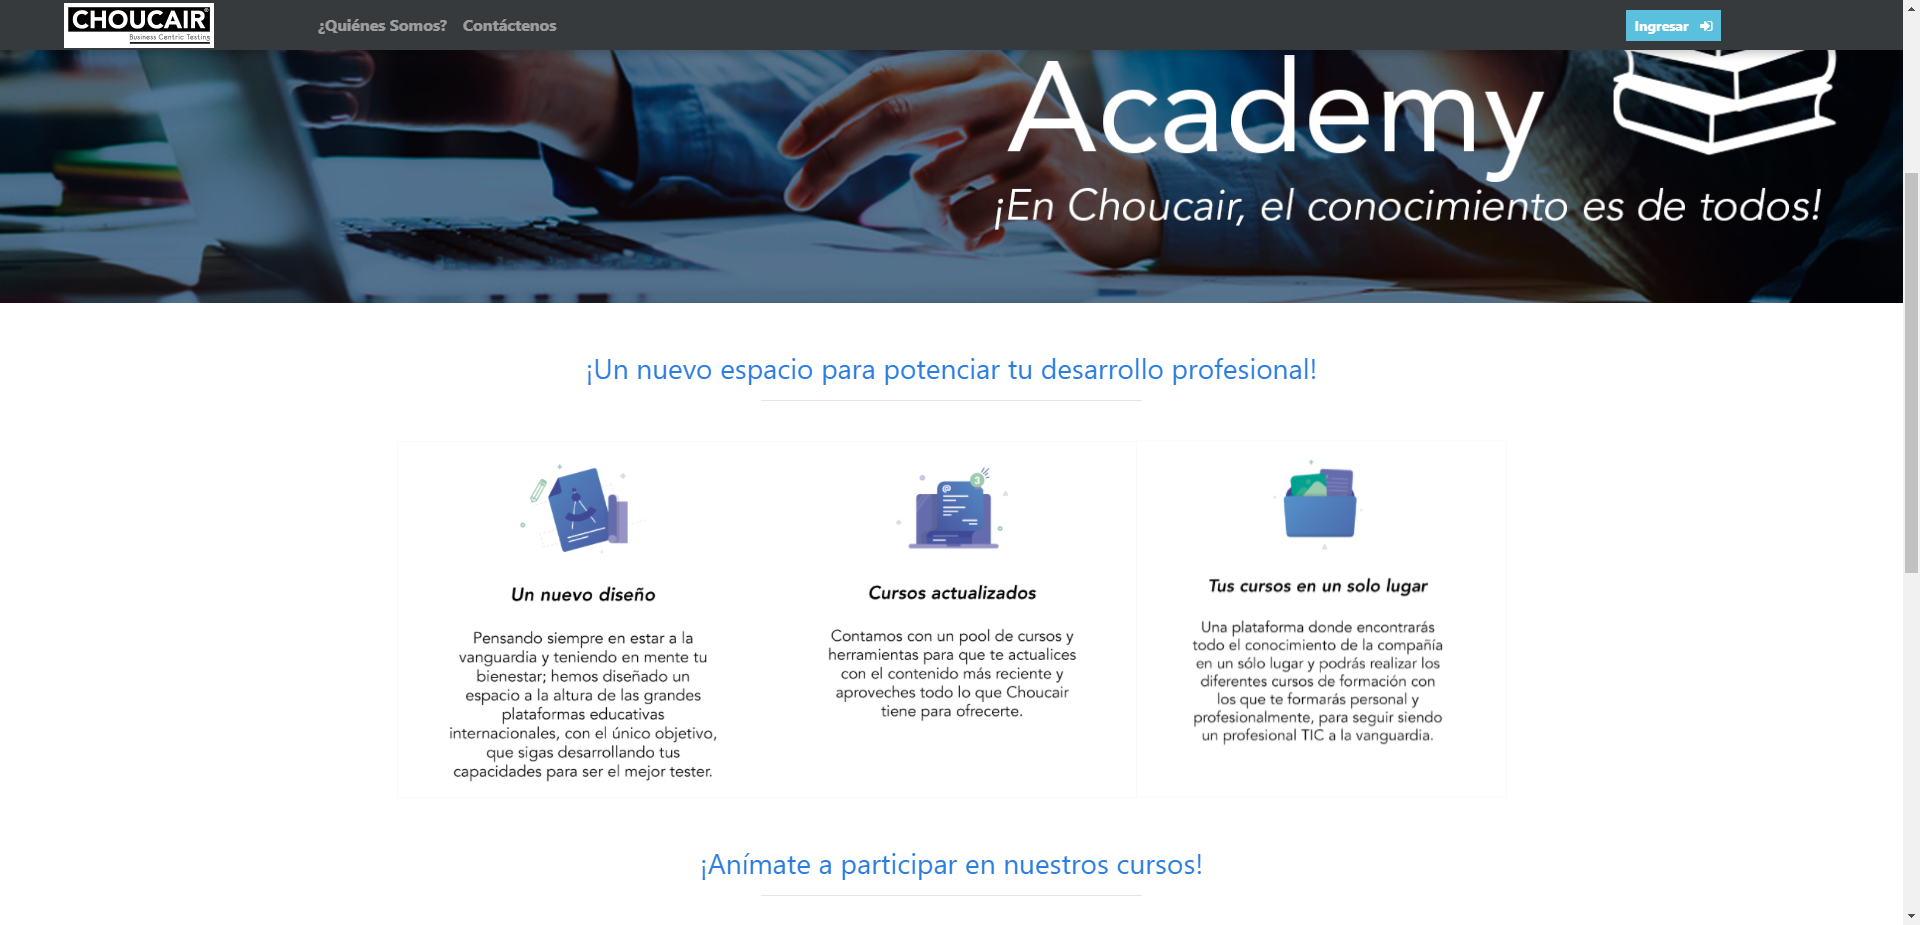 CHOUCAIR®
Business Centric Testing
¿Quiénes Somos? Contáctenos
Ingresar
Academy
¡En Choucair, el conocimiento es de todos!
¡Un nuevo espacio para potenciar tu desarrollo profesional!
Un nuevo diseño
Pensando siempre en estar a la
vanguardia y teniendo en mente tu
bienestar; hemos diseñado un
espacio a la altura de las grandes
plataformas educativas
internacionales, con el único objetivo,
que sigas desarrollando tus
capacidades para ser el mejor tester.
@
3
Cursos actualizados
Contamos con un pool de cursos y
herramientas para que te actualices
con el contenido más reciente y
aproveches todo lo que Choucair
tiene para ofrecerte.
Tus cursos en un solo lugar
Una plataforma donde encontrarás
todo el conocimiento de la compañía
en un sólo lugar y podrás realizar los
diferentes cursos de formación con
los que te formarás personal y
profesionalmente, para seguir siendo
un profesional TIC a la vanguardia.
¡Anímate a participar en nuestros cursos!